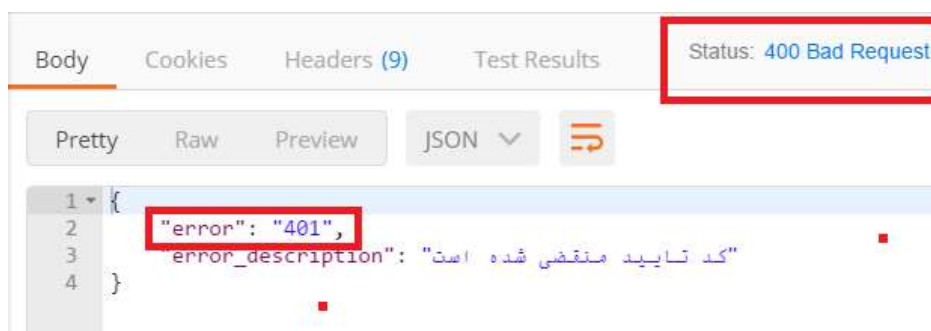 Body Cookies Headers (9) Test Results Status: 400 Bad Request
Pretty Raw Preview JSON
1 {
2 "error": "401",
3 "error_description": "کد تایید منقضی شده است"
4 }